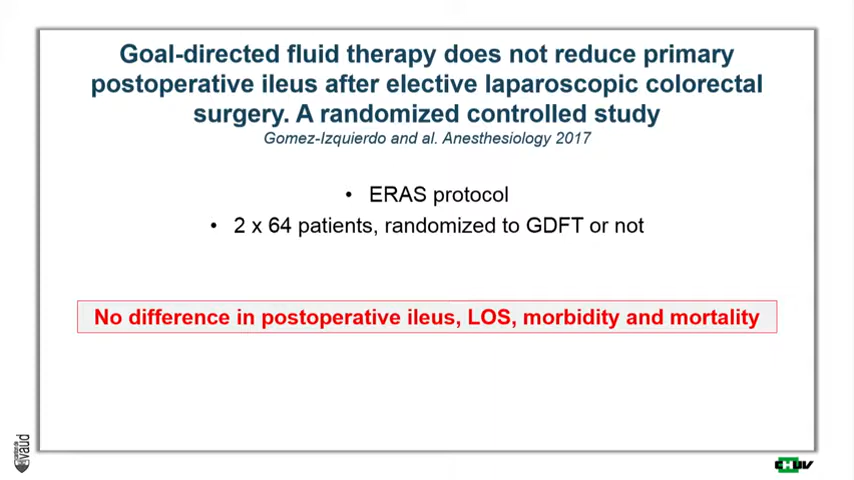 Goal-directed fluid therapy does not reduce primary
postoperative ileus after elective laparoscopic colorectal
surgery. A randomized controlled study
Gomez-Izquierdo and al. Anesthesiology 2017
• ERAS protocol
• 2 x 64 patients, randomized to GDFT or not
No difference in postoperative ileus, LOS, morbidity and mortality
vaud
CHUV